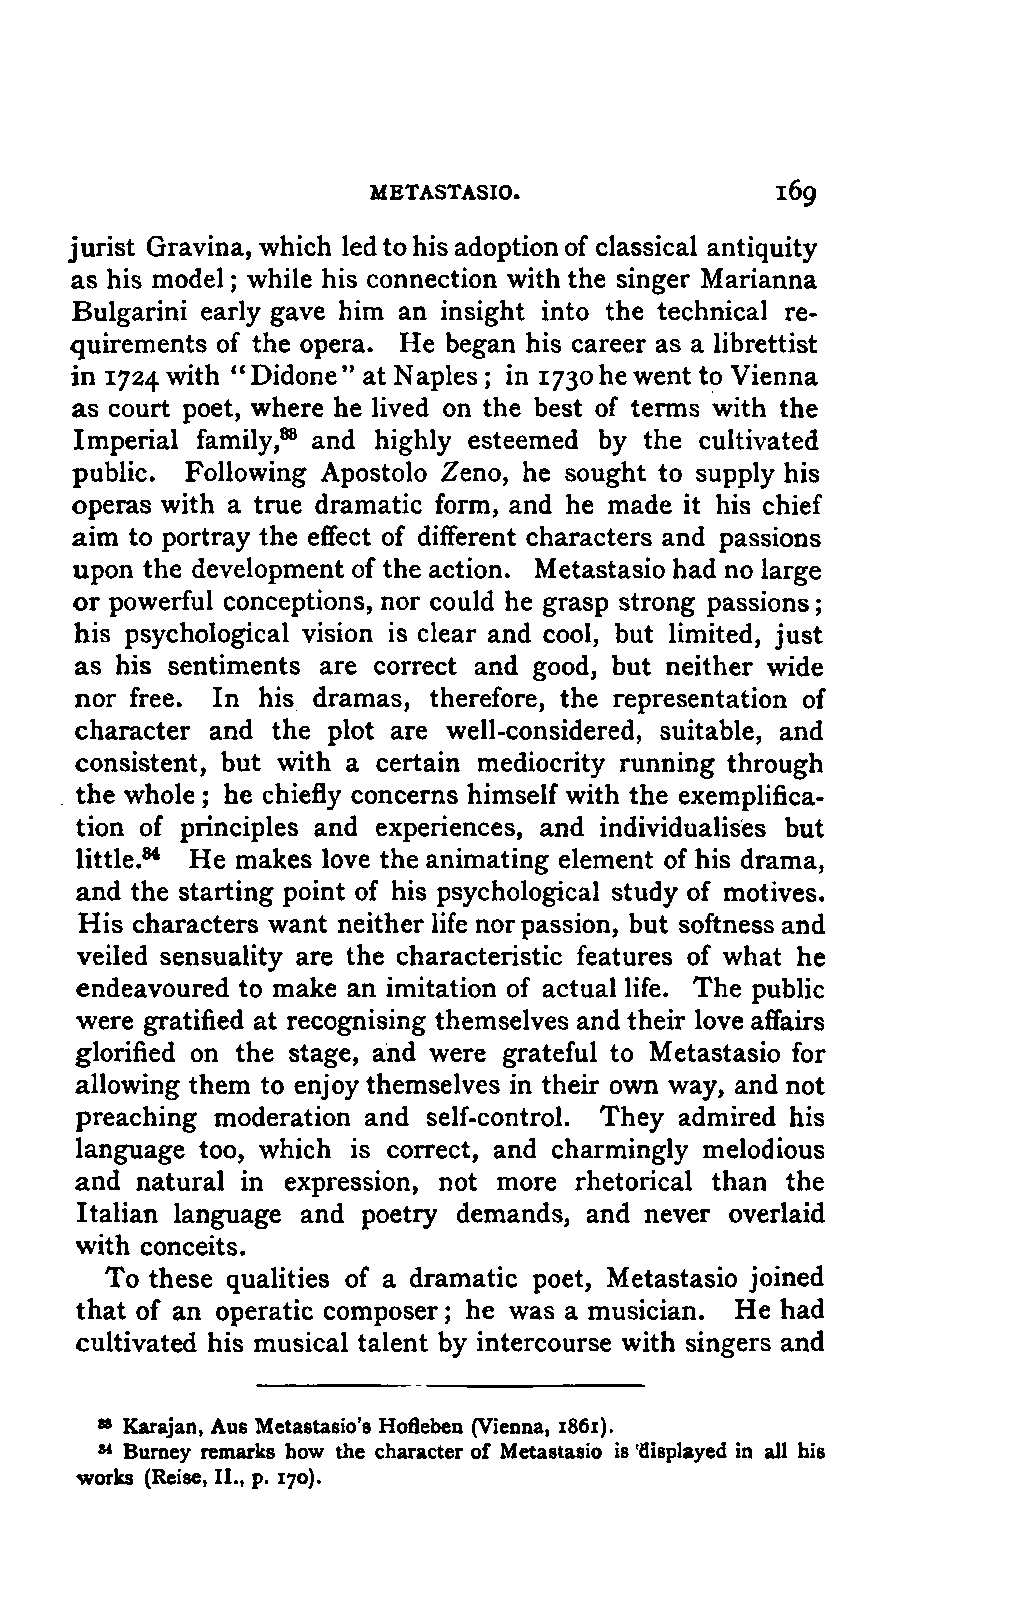 METASTASIO. 169
jurist Gravina, which led to his adoption of classical antiquity
as his model; while his connection with the singer Marianna
Bulgarini early gave him an insight into the technical re-
quirements of the opera. He began his career as a librettist
in 1724 with "Didone" at Naples; in 1730 he went to Vienna
as court poet, where he lived on the best of terms with the
Imperial family,⁸³ and highly esteemed by the cultivated
public. Following Apostolo Zeno, he sought to supply his
operas with a true dramatic form, and he made it his chief
aim to portray the effect of different characters and passions
upon the development of the action. Metastasio had no large
or powerful conceptions, nor could he grasp strong passions;
his psychological vision is clear and cool, but limited, just
as his sentiments are correct and good, but neither wide
nor free. In his dramas, therefore, the representation of
character and the plot are well-considered, suitable, and
consistent, but with a certain mediocrity running through
the whole; he chiefly concerns himself with the exemplifica-
tion of principles and experiences, and individualises but
little.⁸⁴ He makes love the animating element of his drama,
and the starting point of his psychological study of motives.
His characters want neither life nor passion, but softness and
veiled sensuality are the characteristic features of what he
endeavoured to make an imitation of actual life. The public
were gratified at recognising themselves and their love affairs
glorified on the stage, and were grateful to Metastasio for
allowing them to enjoy themselves in their own way, and not
preaching moderation and self-control. They admired his
language too, which is correct, and charmingly melodious
and natural in expression, not more rhetorical than the
Italian language and poetry demands, and never overlaid
with conceits.
To these qualities of a dramatic poet, Metastasio joined
that of an operatic composer; he was a musician. He had
cultivated his musical talent by intercourse with singers and
⁸³ Karajan, Aus Metastasio's Hofleben (Vienna, 1861).
⁸⁴ Burney remarks how the character of Metastasio is displayed in all his
works (Reise, II., p. 170).